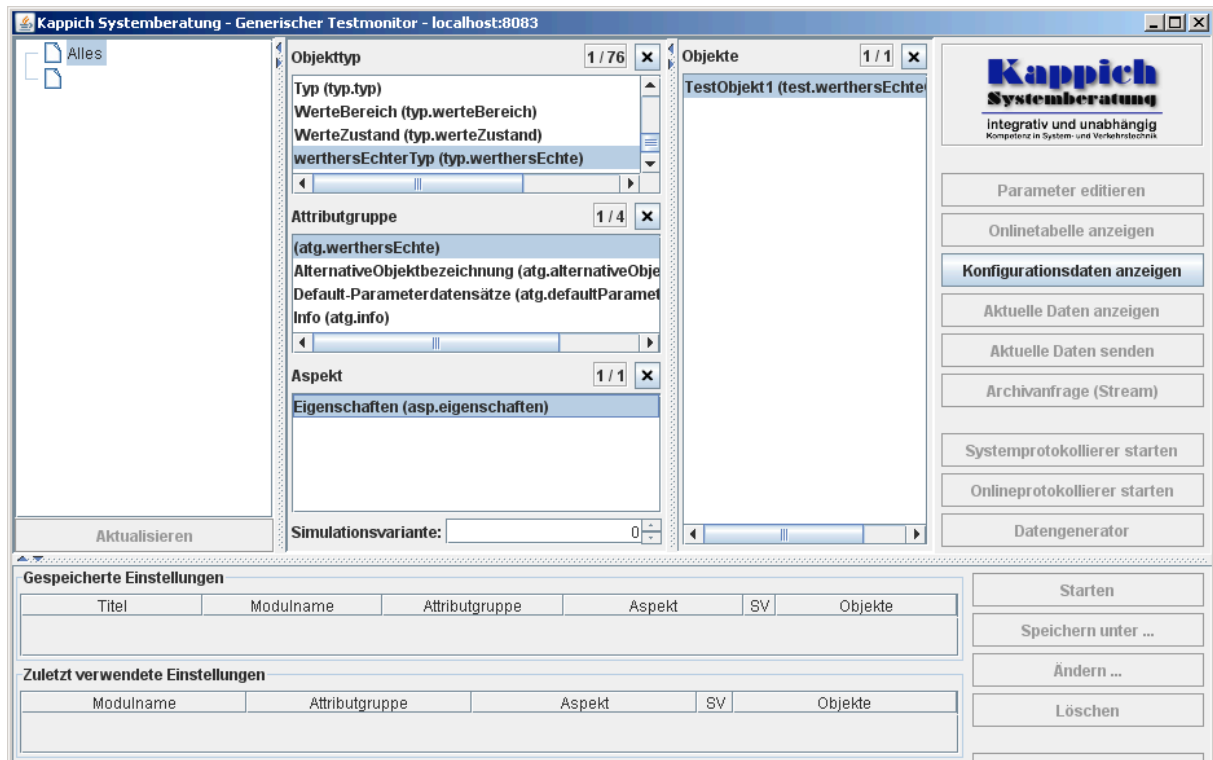 Kappich Systemberatung - Generischer Testmonitor - localhost:8083
Alles
Aktualisieren
Objekttyp 1 / 76
Typ (typ.typ)
WerteBereich (typ.werteBereich)
WerteZustand (typ.werteZustand)
werthersEchterTyp (typ.werthersEchte)
Attributgruppe 1 / 4
(atg.werthersEchte)
AlternativeObjektbezeichnung (atg.alternativeObje
Default-Parameterdatensätze (atg.defaultParamet
Info (atg.info)
Aspekt 1 / 1
Eigenschaften (asp.eigenschaften)
Simulationsvariante: 0
Objekte 1 / 1
TestObjekt1 (test.werthersEchte
Kappich
Systemberatung
integrativ und unabhängig
Kompetenz in System- und Verkehrstechnik
Parameter editieren
Onlinetabelle anzeigen
Konfigurationsdaten anzeigen
Aktuelle Daten anzeigen
Aktuelle Daten senden
Archivanfrage (Stream)
Systemprotokollierer starten
Onlineprotokollierer starten
Datengenerator
Gespeicherte Einstellungen
Titel Modulname Attributgruppe Aspekt SV Objekte
Zuletzt verwendete Einstellungen
Modulname Attributgruppe Aspekt SV Objekte
Starten
Speichern unter ...
Ändern ...
Löschen